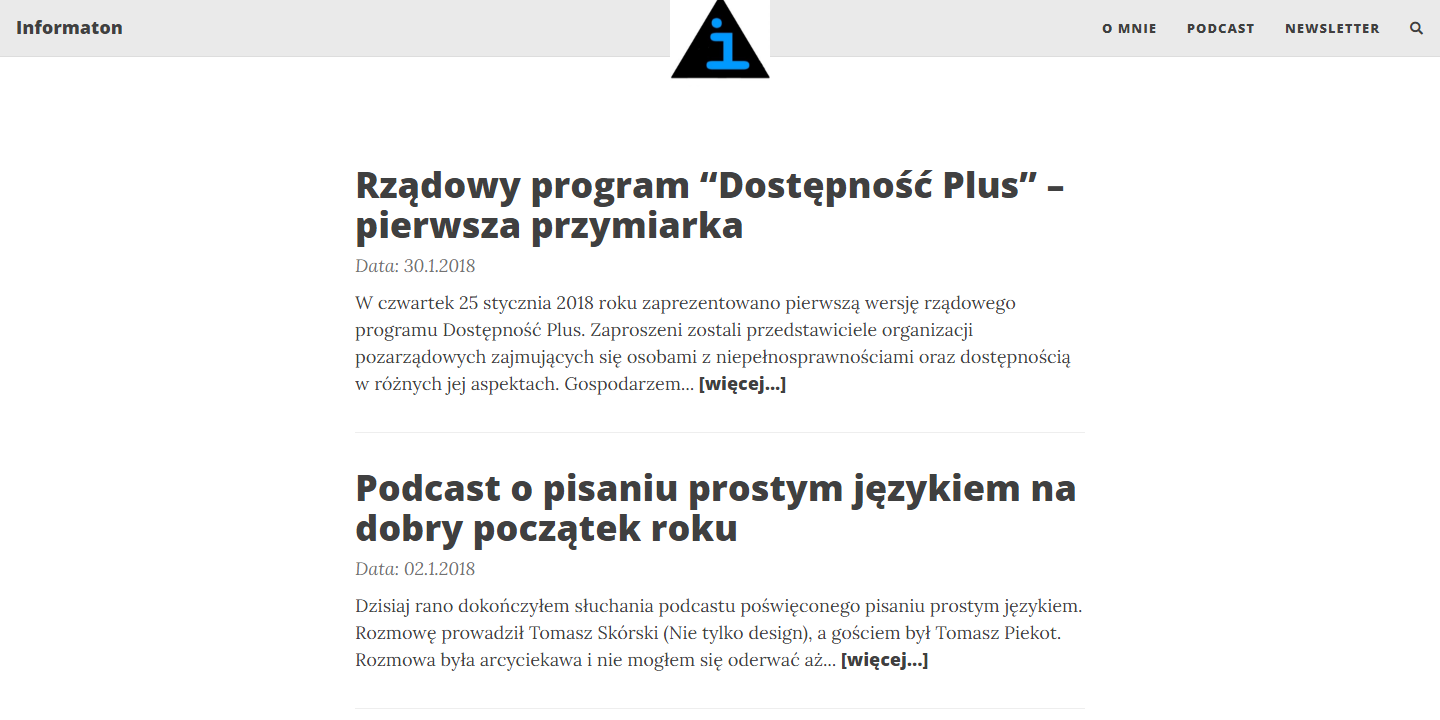 Informaton
i
O MNIE
PODCAST
NEWSLETTER
Rządowy program “Dostępność Plus” –
pierwsza przymiarka
Data: 30.1.2018
W czwartek 25 stycznia 2018 roku zaprezentowano pierwszą wersję rządowego
programu Dostępność Plus. Zaproszeni zostali przedstawiciele organizacji
pozarządowych zajmujących się osobami z niepełnosprawnościami oraz dostępnością
w różnych jej aspektach. Gospodarzem... [więcej...]
Podcast o pisaniu prostym językiem na
dobry początek roku
Data: 02.1.2018
Dzisiaj rano dokończyłem słuchania podcastu poświęconego pisaniu prostym językiem.
Rozmowę prowadził Tomasz Skórski (Nie tylko design), a gościem był Tomasz Piekot.
Rozmowa była arcyciekawa i nie mogłem się oderwać aż... [więcej...]